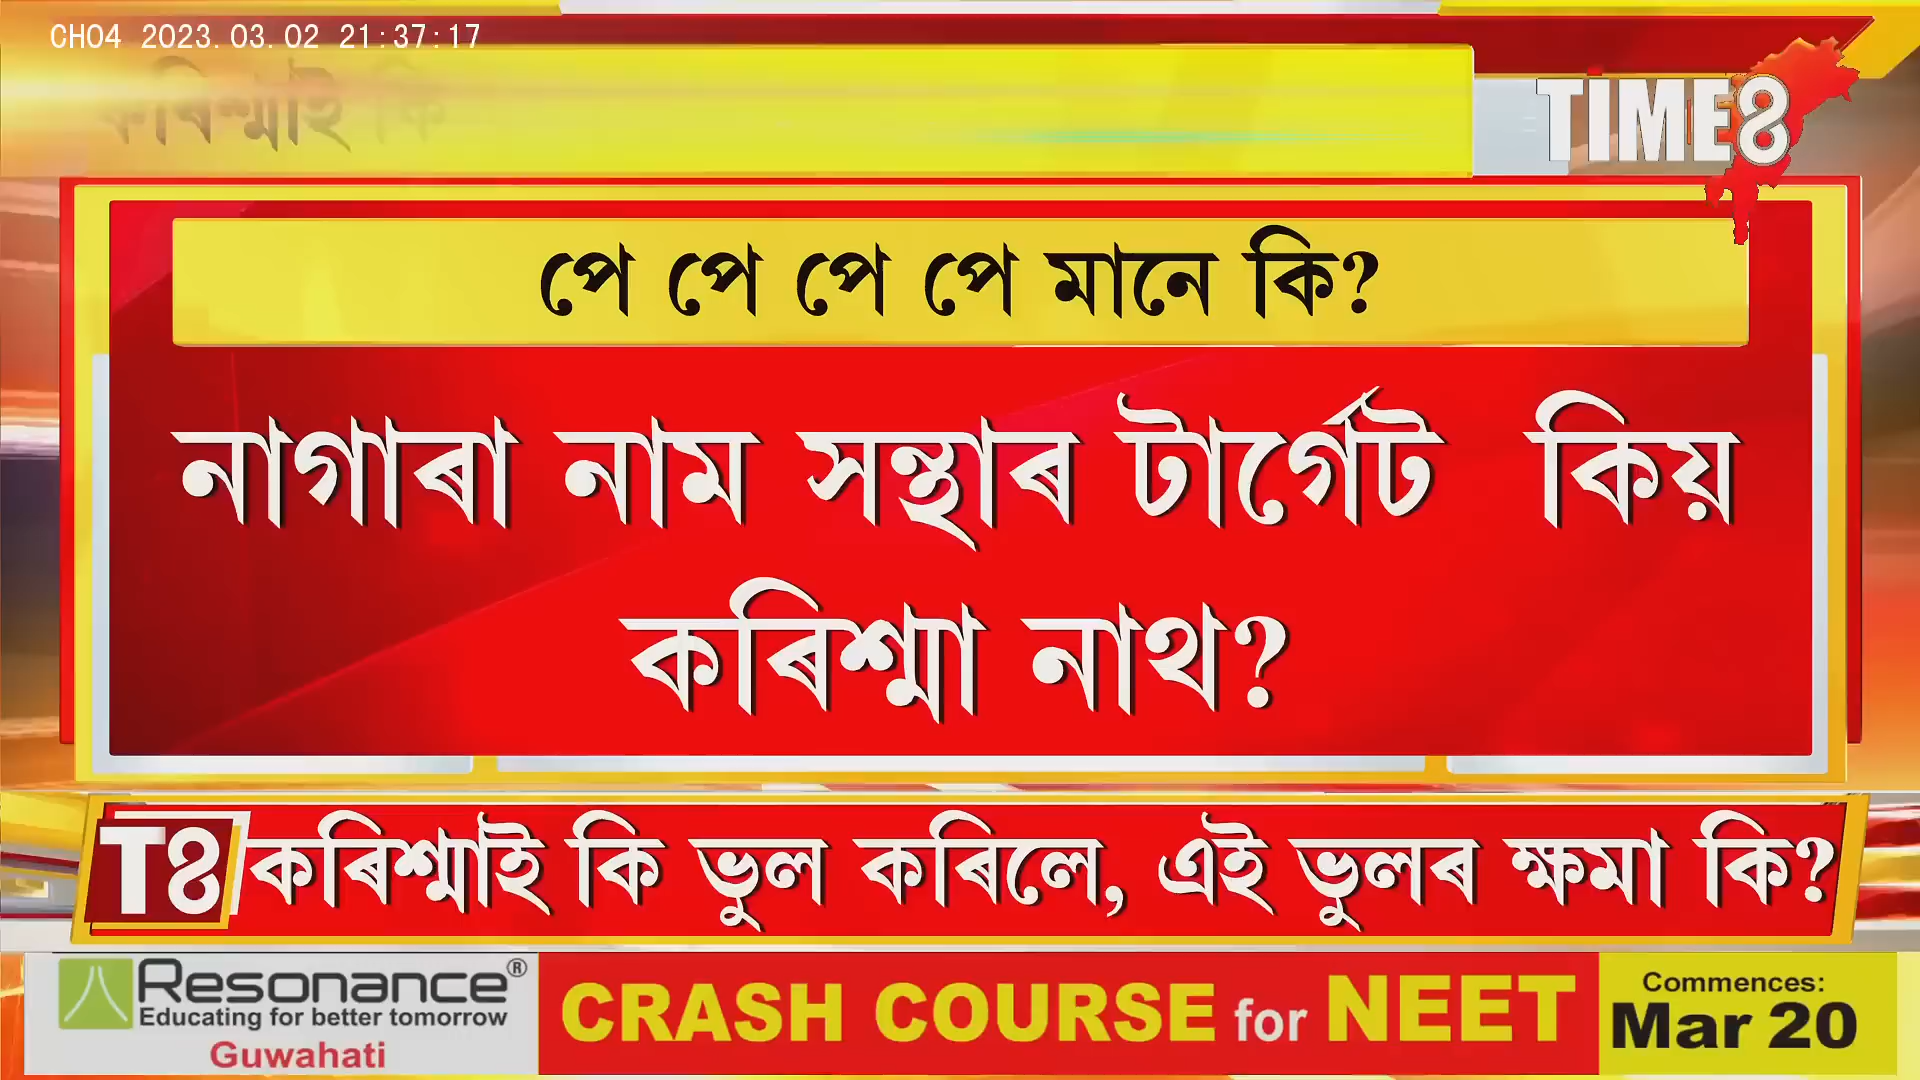 CH04 2023.03.02 21:37:17
কৰিশ্মাই কি
TIME8
পে পে পে পে মানে কি?
নাগাৰা নাম সন্থাৰ টাৰ্গেট কিয়
কৰিশ্মা নাথ?
T8 কৰিশ্মাই কি ভুল কৰিলে, এই ভুলৰ ক্ষমা কি?
Resonance®
Educating for better tomorrow
Guwahati
CRASH COURSE for NEET
Commences:
Mar 20